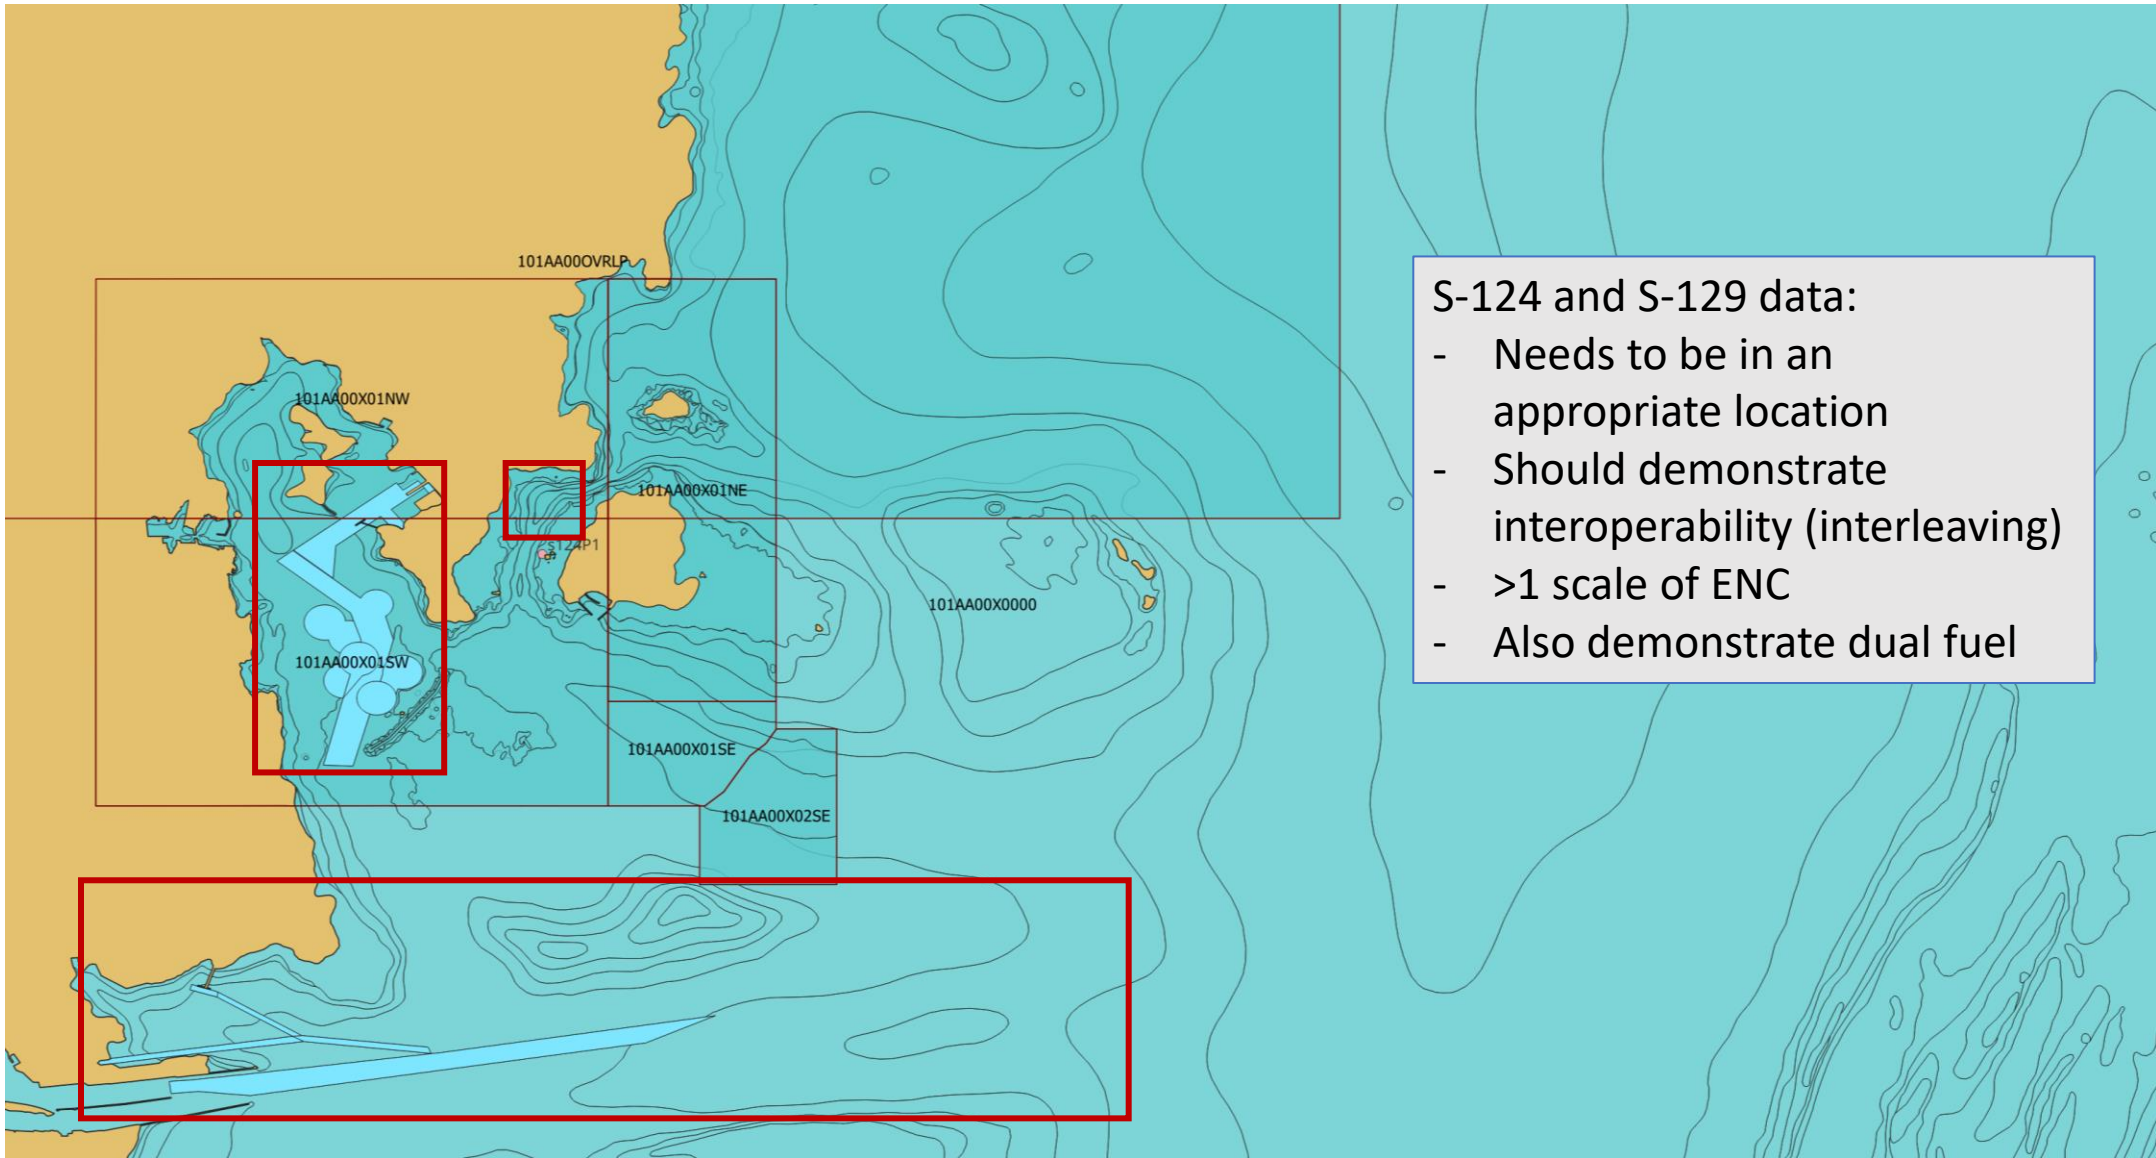 101AA00OVRLP
S-124 and S-129 data:
- Needs to be in an
appropriate location
- Should demonstrate
interoperability (interleaving)
- >1 scale of ENC
- Also demonstrate dual fuel
101AA00X01NW
101AA00X01NE
s124P1
101AA00X0000
101AA00X01SW
101AA00X01SE
101AA00X02SE